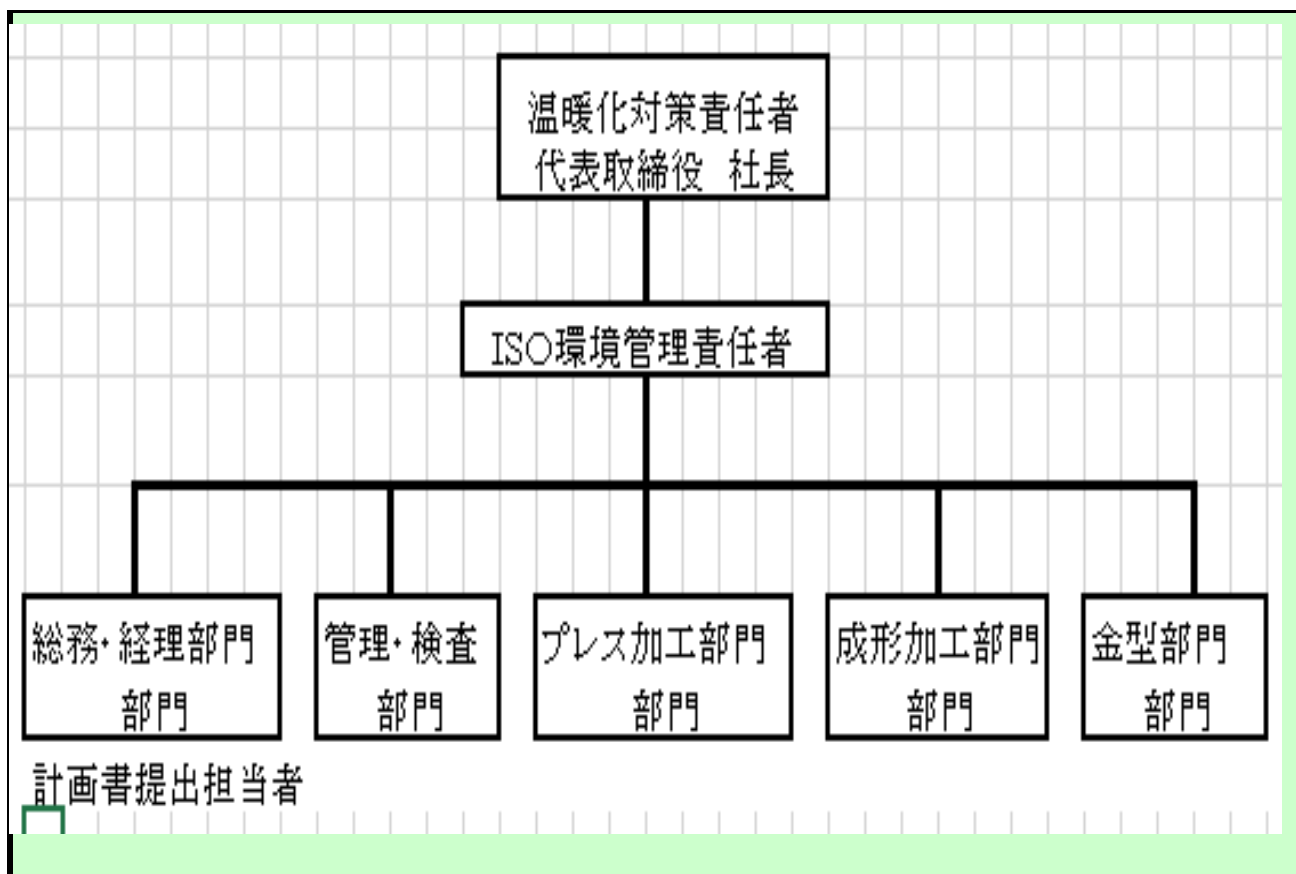 温暖化対策責任者
代表取締役 社長
ISO環境管理責任者
総務・経理部門
部門
管理・検査
部門
プレス加工部門
部門
成形加工部門
部門
金型部門
部門
計画書提出担当者